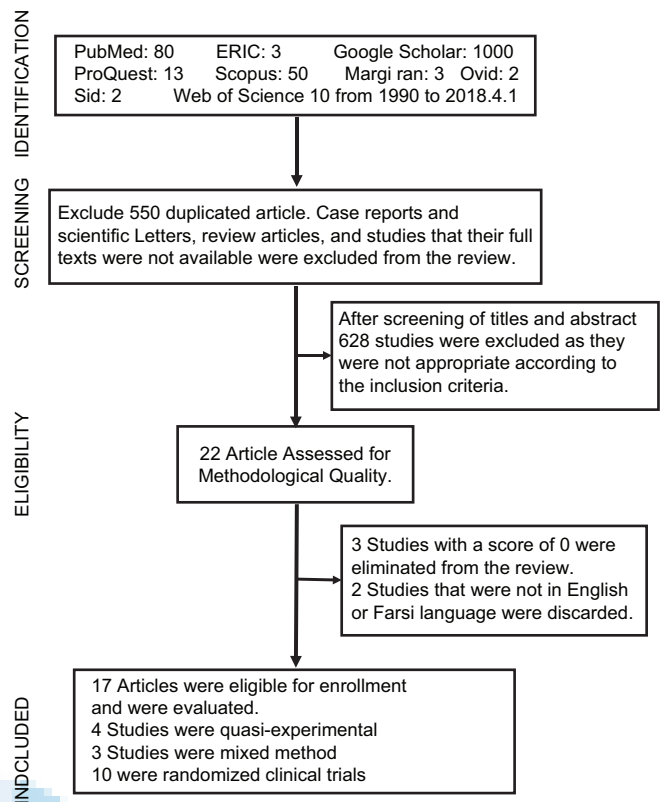 IDENTIFICATION
PubMed: 80 ERIC: 3 Google Scholar: 1000
ProQuest: 13 Scopus: 50 Margi ran: 3 Ovid: 2
Sid: 2 Web of Science 10 from 1990 to 2018.4.1
SCREENING
Exclude 550 duplicated article. Case reports and
scientific Letters, review articles, and studies that their full
texts were not available were excluded from the review.
After screening of titles and abstract
628 studies were excluded as they
were not appropriate according to
the inclusion criteria.
ELIGIBILITY
22 Article Assessed for
Methodological Quality.
3 Studies with a score of 0 were
eliminated from the review.
2 Studies that were not in English
or Farsi language were discarded.
INDCLUDED
17 Articles were eligible for enrollment
and were evaluated.
4 Studies were quasi-experimental
3 Studies were mixed method
10 were randomized clinical trials